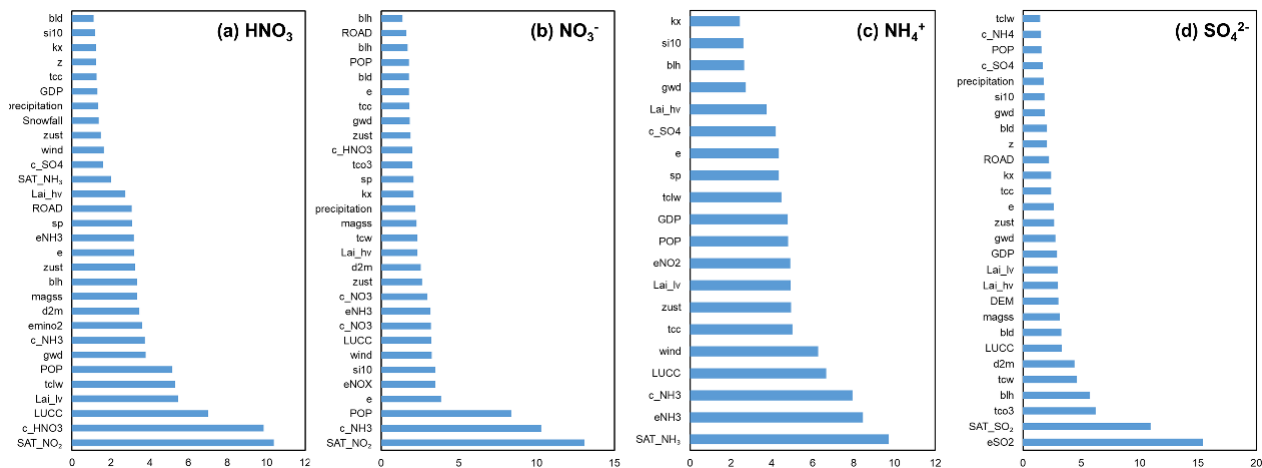 (a) HNO₃
bld
si10
kx
z
tcc
GDP
precipitation
Snowfall
zust
wind
c_SO4
SAT_NH₃
Lai_hv
ROAD
sp
eNH3
e
zust
blh
magss
d2m
emino2
c_NH3
gwd
POP
tclw
Lai_lv
LUCC
c_HNO3
SAT_NO₂
0 2 4 6 8 10 12
(b) NO₃⁻
blh
ROAD
blh
POP
bld
e
tcc
gwd
zust
c_HNO3
tco3
sp
kx
precipitation
magss
tcw
Lai_hv
d2m
zust
c_NO3
eNH3
c_NO3
LUCC
wind
si10
eNOX
e
POP
c_NH3
SAT_NO₂
0 5 10 15
(c) NH₄⁺
kx
si10
blh
gwd
Lai_hv
c_SO4
e
sp
tclw
GDP
POP
eNO2
Lai_lv
zust
tcc
wind
LUCC
c_NH3
eNH3
SAT_NH₃
0 2 4 6 8 10 12
(d) SO₄²⁻
tclw
c_NH4
POP
c_SO4
precipitation
si10
gwd
bld
z
ROAD
kx
tcc
e
zust
gwd
GDP
Lai_lv
Lai_hv
DEM
magss
bld
LUCC
d2m
tcw
blh
tco3
SAT_SO₂
eSO2
0 5 10 15 20